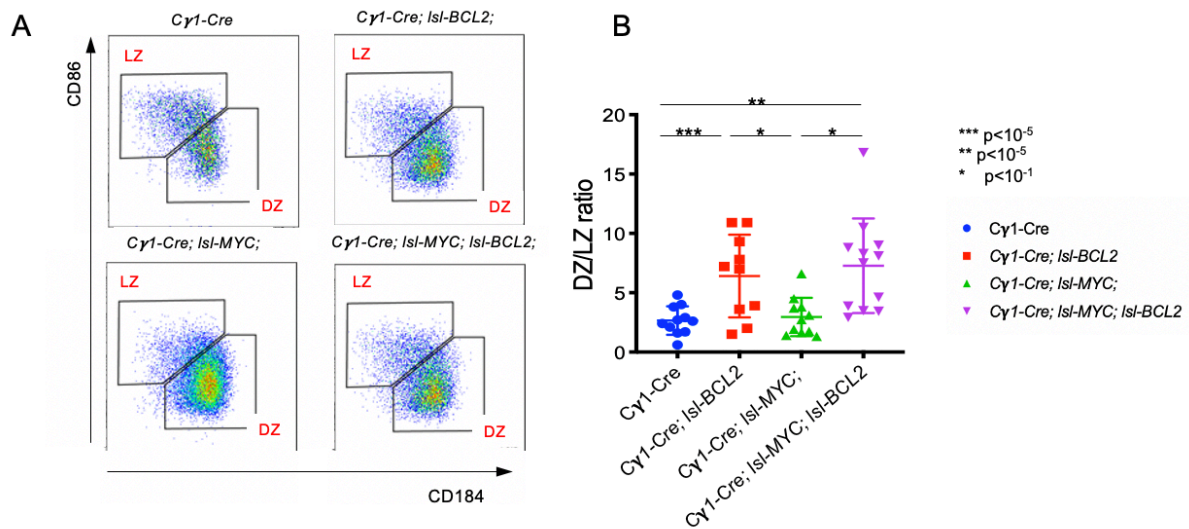 A
Cγ1-Cre
Cγ1-Cre; lsl-BCL2;
CD86
LZ
DZ
LZ
DZ
Cγ1-Cre; lsl-MYC;
Cγ1-Cre; lsl-MYC; lsl-BCL2;
LZ
DZ
LZ
DZ
CD184
B
DZ/LZ ratio
20
15
10
5
0
**
***
*
*
Cγ1-Cre
Cγ1-Cre; lsl-BCL2
Cγ1-Cre; lsl-MYC;
Cγ1-Cre; lsl-MYC; lsl-BCL2
*** p<10-5
** p<10-5
* p<10-1
Cγ1-Cre
Cγ1-Cre; lsl-BCL2
Cγ1-Cre; lsl-MYC;
Cγ1-Cre; lsl-MYC; lsl-BCL2